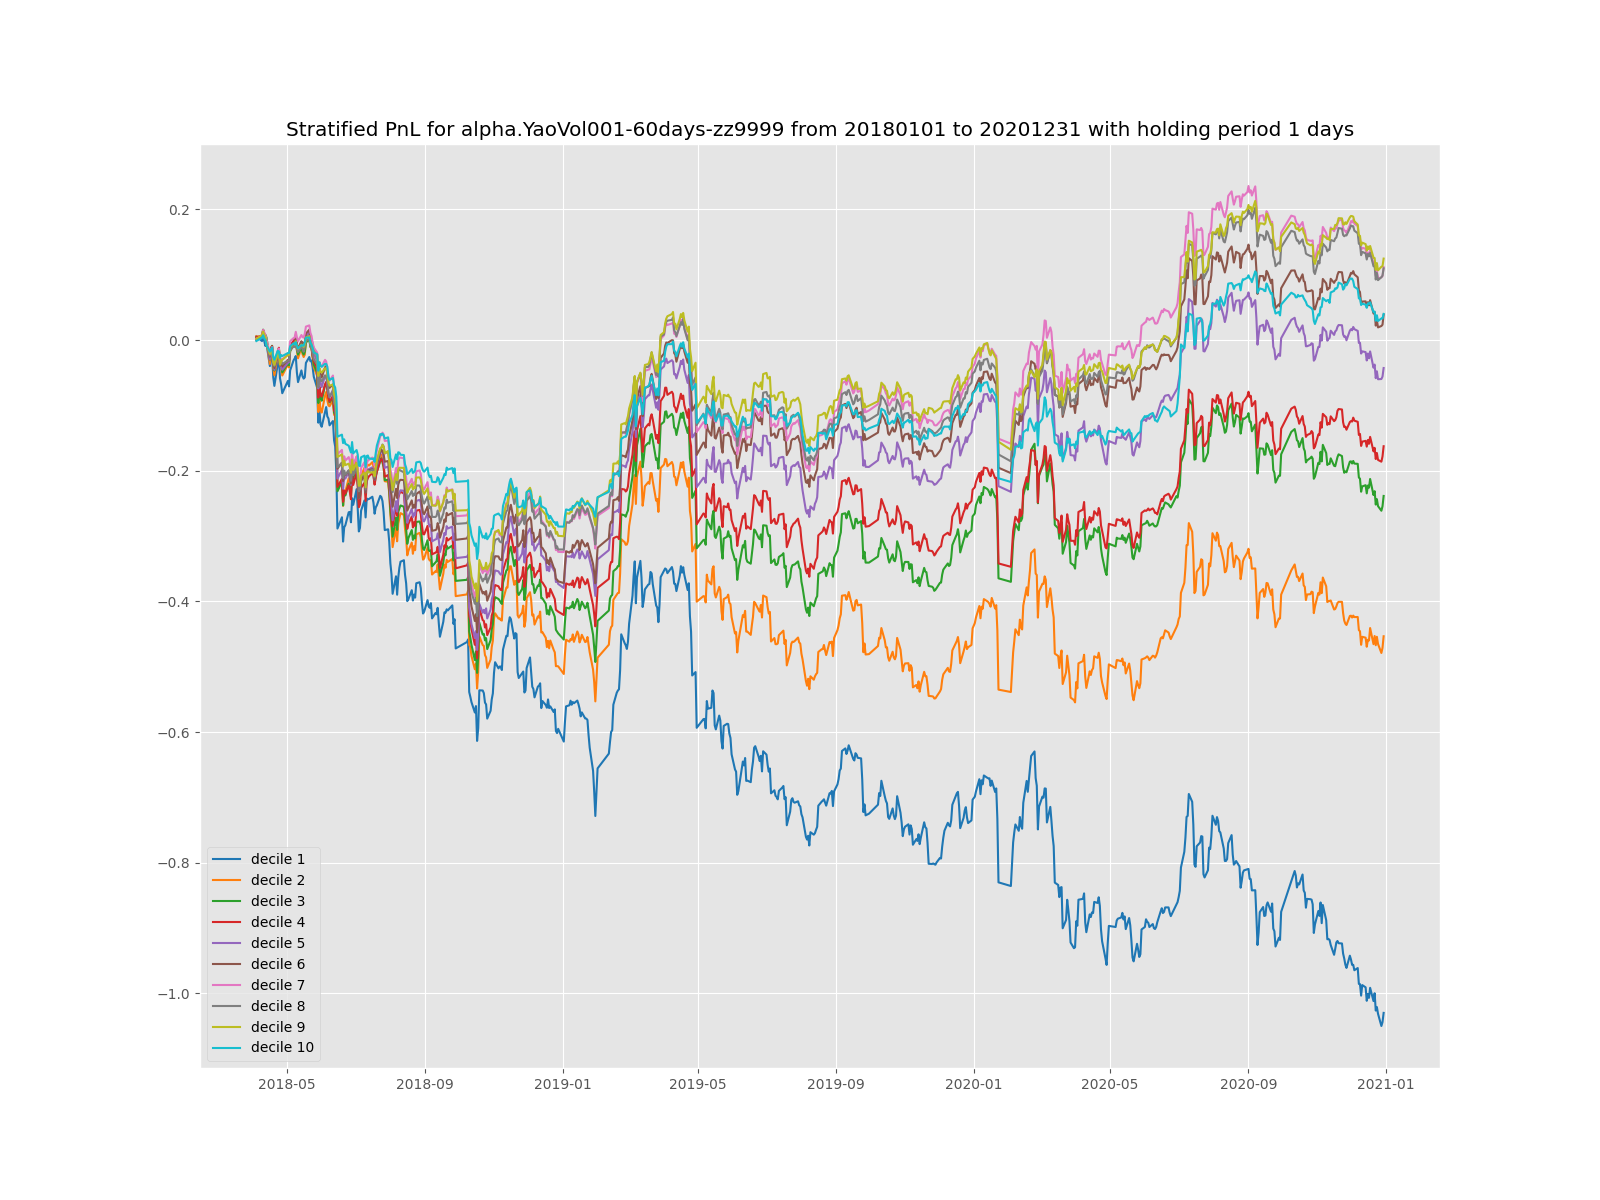 Stratified PnL for alpha.YaoVol001-60days-zz9999 from 20180101 to 20201231 with holding period 1 days
0.2
0.0
−0.2
−0.4
−0.6
−0.8
−1.0
decile 1
decile 2
decile 3
decile 4
decile 5
decile 6
decile 7
decile 8
decile 9
decile 10
2018-05 2018-09 2019-01 2019-05 2019-09 2020-01 2020-05 2020-09 2021-01